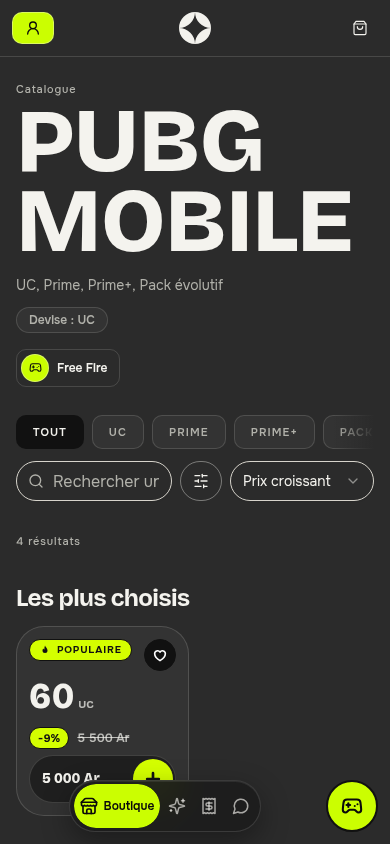 Catalogue
PUBG
MOBILE
UC, Prime, Prime+, Pack évolutif
Devise : UC
Free Fire
TOUT UC PRIME PRIME+ PACK
Rechercher ur Prix croissant
4 résultats
Les plus choisis
POPULAIRE
60 UC
-9% 5 500 Ar
5 000 Ar
Boutique